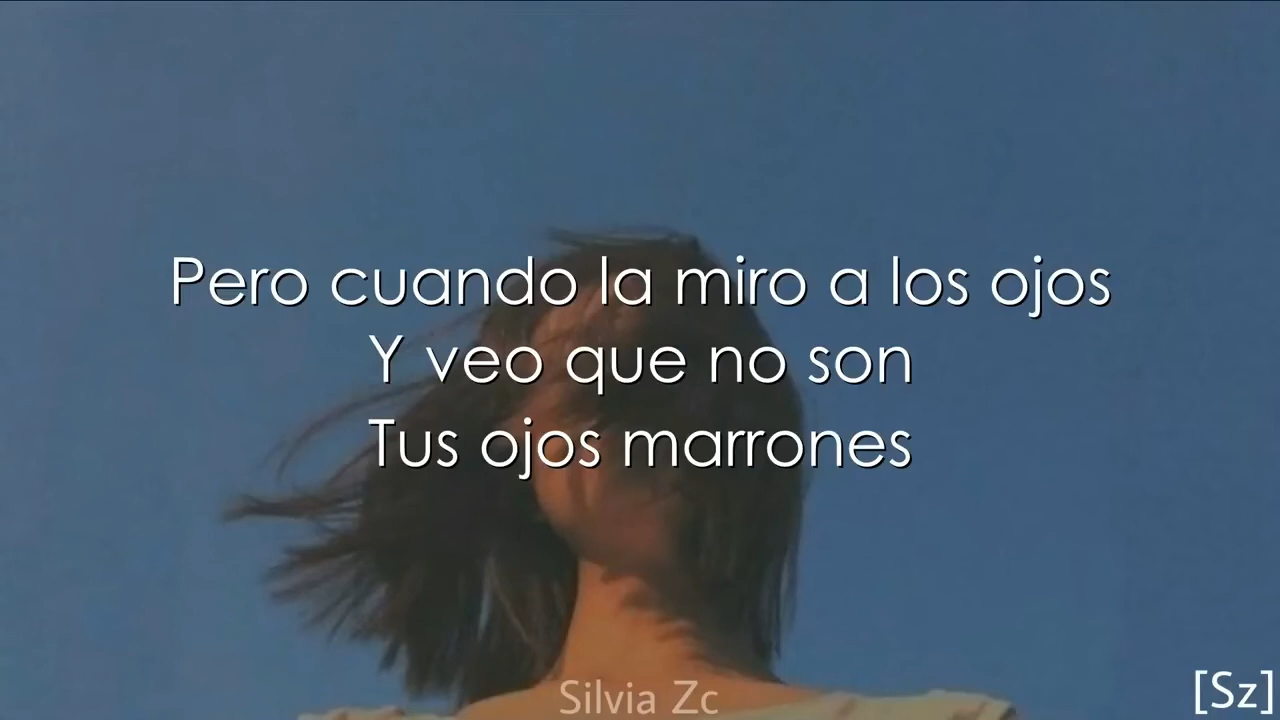 Pero cuando la miro a los ojos
Y veo que no son
Tus ojos marrones
Silvia Zc
[Sz]